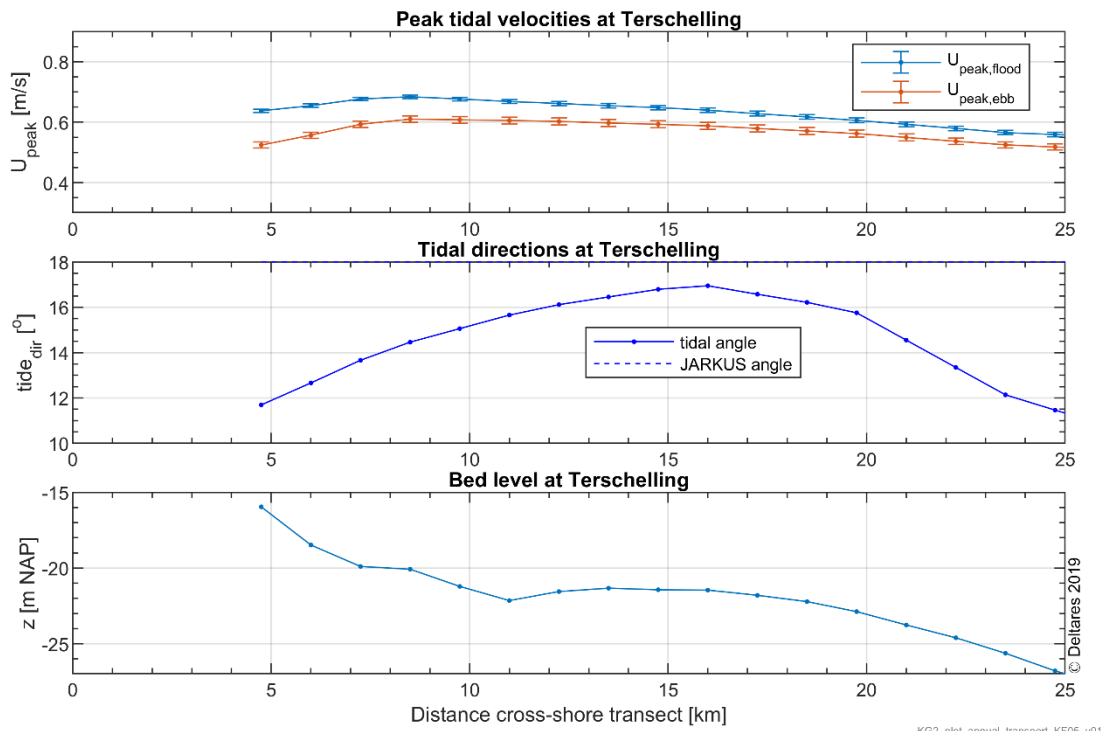 Peak tidal velocities at Terschelling
U_peak [m/s]
0.8
0.6
0.4
U_peak,flood
U_peak,ebb
0 5 10 15 20 25
Tidal directions at Terschelling
tide_dir [°]
18
16
14
12
10
tidal angle
JARKUS angle
0 5 10 15 20 25
Bed level at Terschelling
z [m NAP]
-15
-20
-25
0 5 10 15 20 25
Distance cross-shore transect [km]
© Deltares 2019